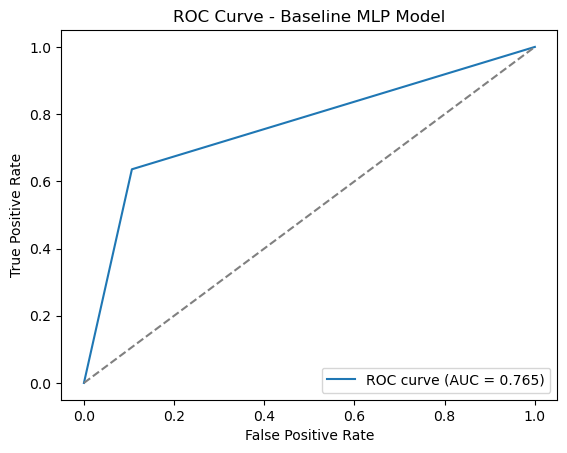 ROC Curve - Baseline MLP Model
1.0
0.8
0.6
0.4
0.2
0.0
True Positive Rate
ROC curve (AUC = 0.765)
0.0 0.2 0.4 0.6 0.8 1.0
False Positive Rate